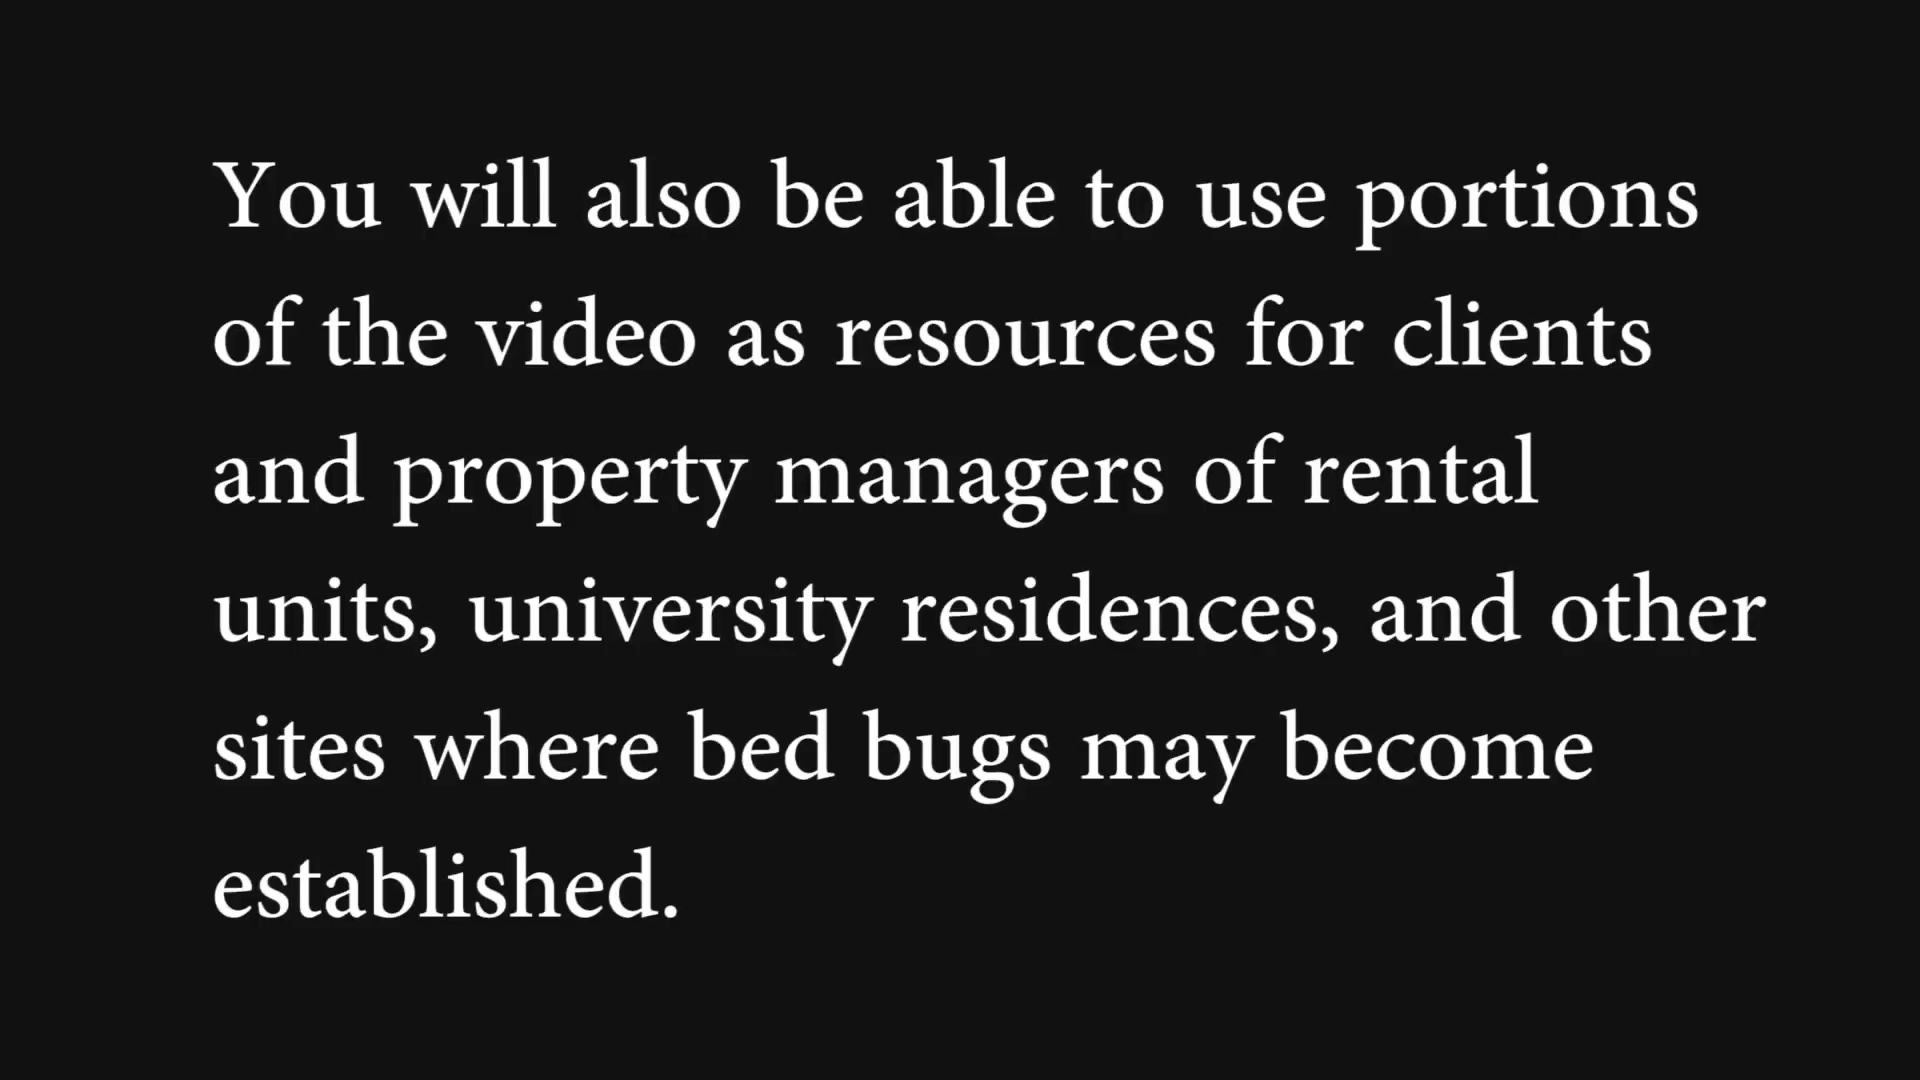 You will also be able to use portions
of the video as resources for clients
and property managers of rental
units, university residences, and other
sites where bed bugs may become
established.